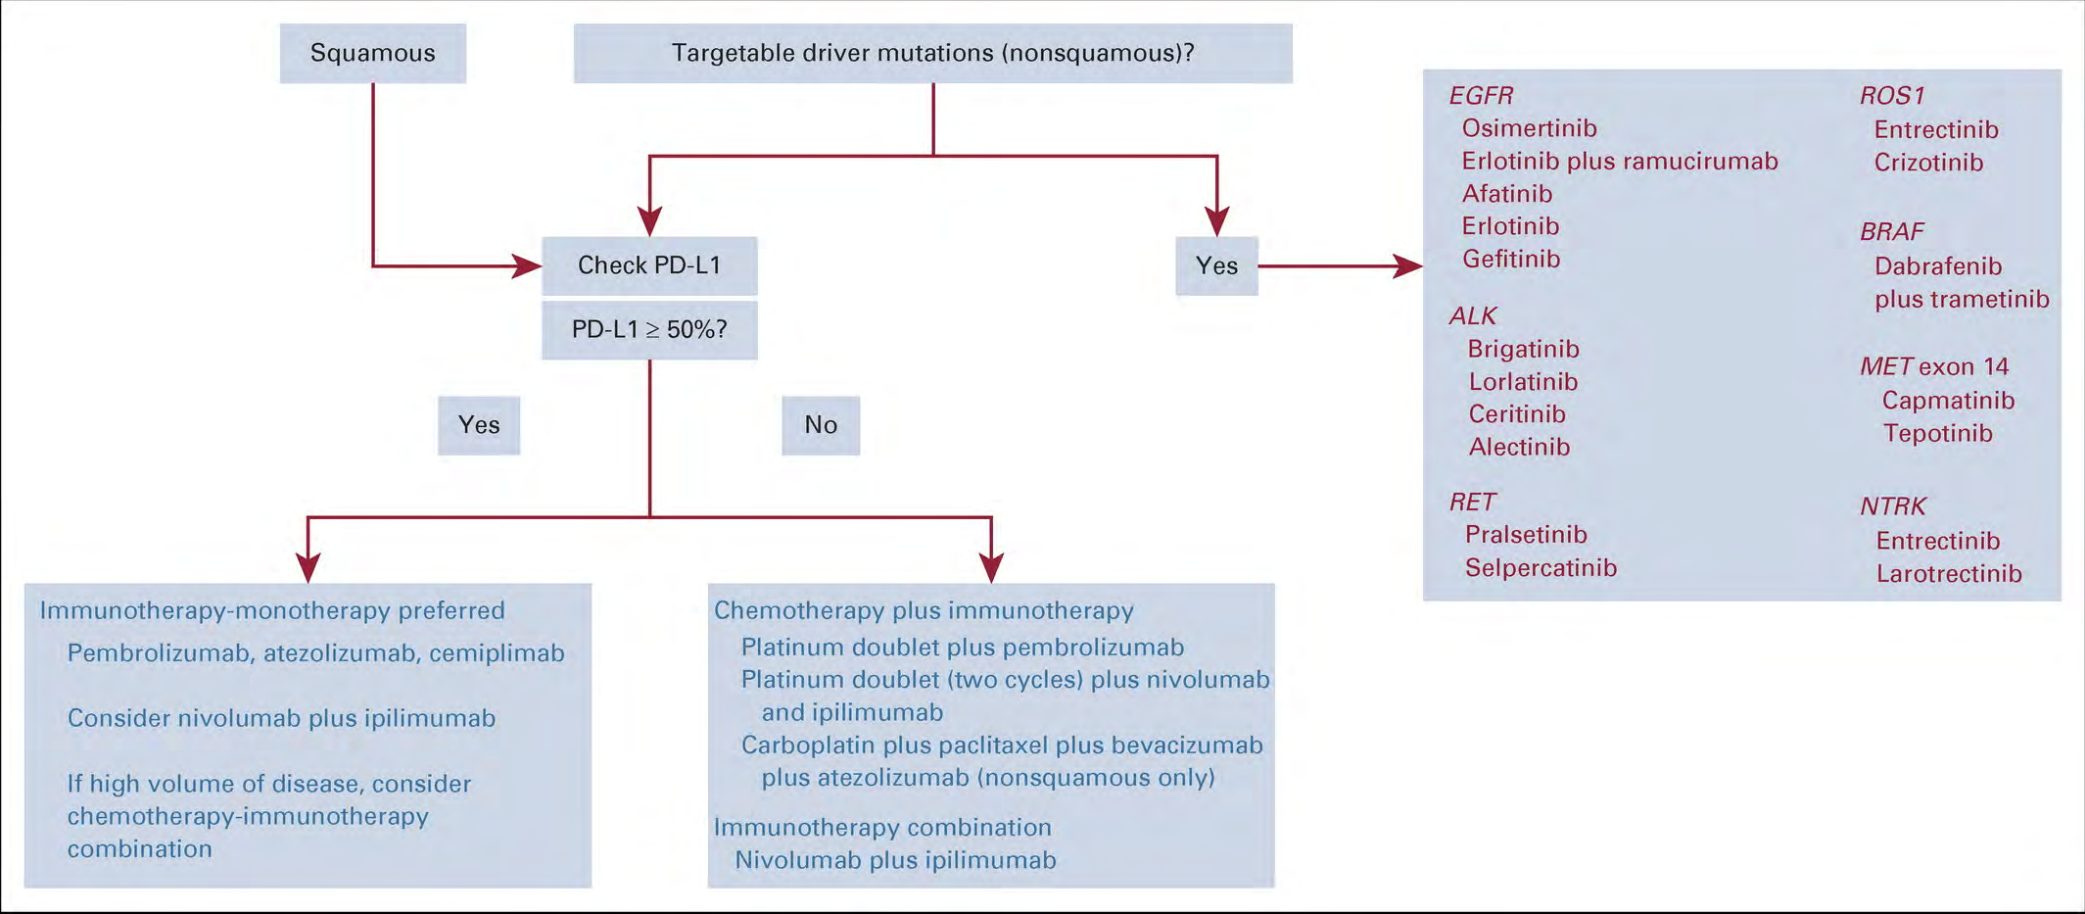 Squamous
Targetable driver mutations (nonsquamous)?
Check PD-L1
PD-L1 ≥ 50%?
Yes
Yes
No
EGFR
Osimertinib
Erlotinib plus ramucirumab
Afatinib
Erlotinib
Gefitinib
ALK
Brigatinib
Lorlatinib
Ceritinib
Alectinib
RET
Pralsetinib
Selpercatinib
ROS1
Entrectinib
Crizotinib
BRAF
Dabrafenib
plus trametinib
MET exon 14
Capmatinib
Tepotinib
NTRK
Entrectinib
Larotrectinib
Immunotherapy-monotherapy preferred
Pembrolizumab, atezolizumab, cemiplimab
Consider nivolumab plus ipilimumab
If high volume of disease, consider
chemotherapy-immunotherapy
combination
Chemotherapy plus immunotherapy
Platinum doublet plus pembrolizumab
Platinum doublet (two cycles) plus nivolumab
and ipilimumab
Carboplatin plus paclitaxel plus bevacizumab
plus atezolizumab (nonsquamous only)
Immunotherapy combination
Nivolumab plus ipilimumab